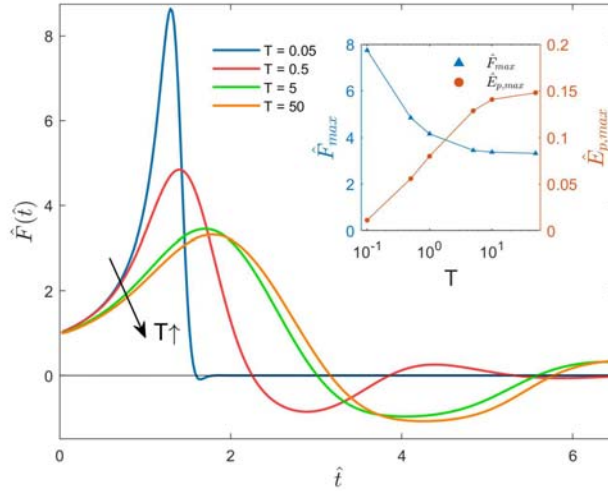 8
6
4
2
0
F̂(t̂)
0
2
4
6
t̂
T = 0.05
T = 0.5
T = 5
T = 50
T↑
8
6
4
2
0
F̂max
0.2
0.15
0.1
0.05
0
Êp,max
10⁻¹
10⁰
10¹
T
F̂max
Êp,max